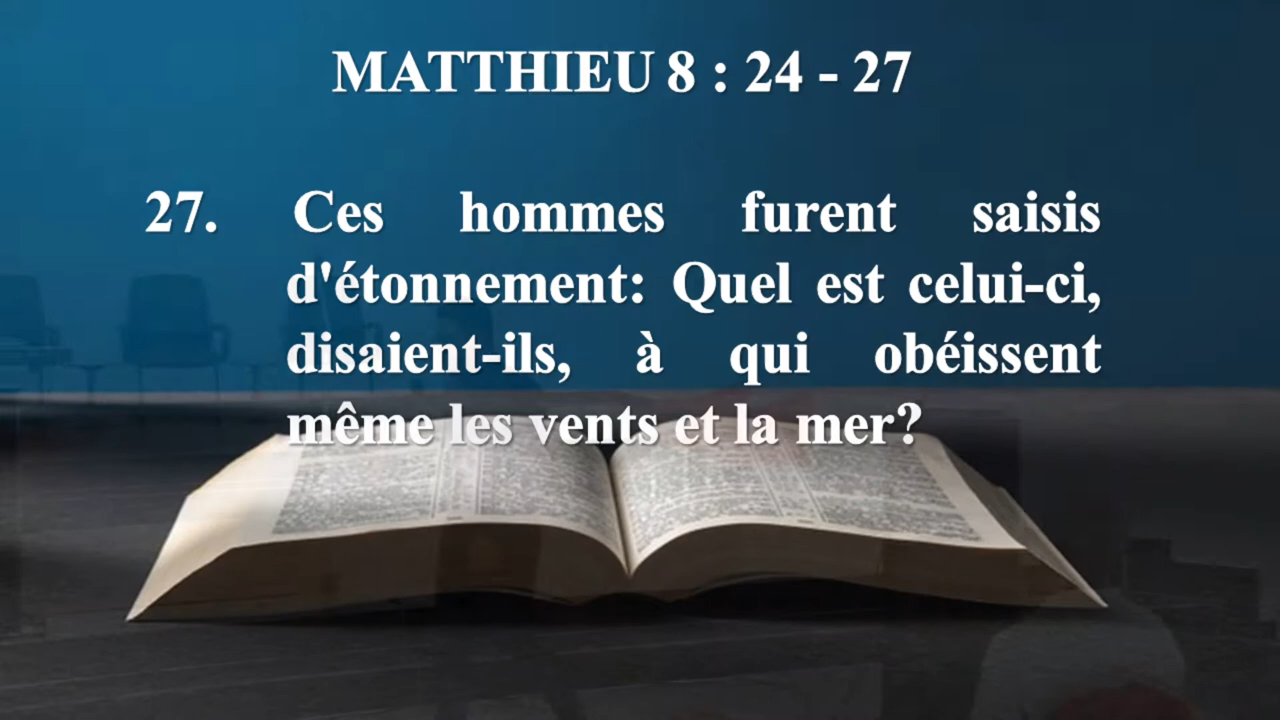 MATTHIEU 8 : 24 - 27
27. Ces hommes furent saisis
d'étonnement: Quel est celui-ci,
disaient-ils, à qui obéissent
même les vents et la mer?